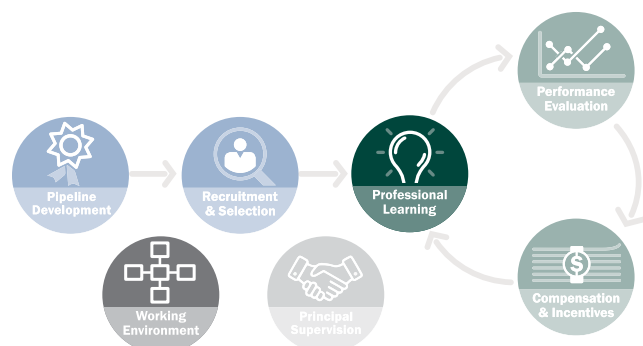 Performance
Evaluation
Pipeline
Development
Recruitment
& Selection
Professional
Learning
Working
Environment
Principal
Supervision
$
Compensation
& Incentives